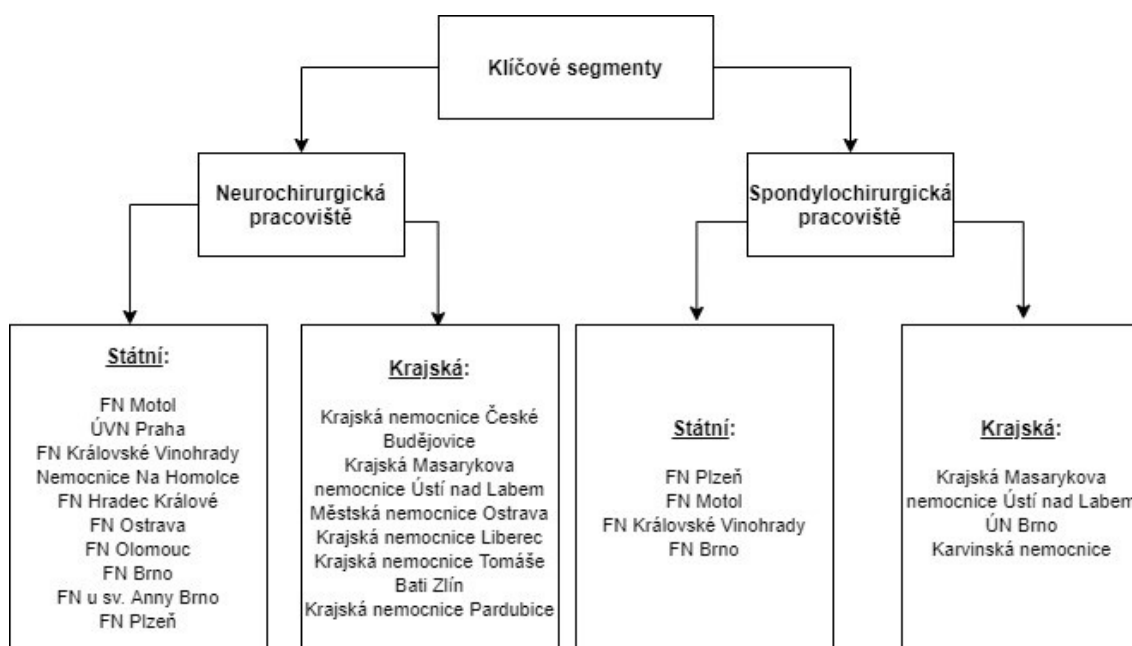 Klíčové segmenty
Neurochirurgická
pracoviště
Spondylochirurgická
pracoviště
Státní:
FN Motol
ÚVN Praha
FN Královské Vinohrady
Nemocnice Na Homolce
FN Hradec Králové
FN Ostrava
FN Olomouc
FN Brno
FN u sv. Anny Brno
FN Plzeň
Krajská:
Krajská nemocnice České
Budějovice
Krajská Masarykova
nemocnice Ústí nad Labem
Městská nemocnice Ostrava
Krajská nemocnice Liberec
Krajská nemocnice Tomáše
Bati Zlín
Krajská nemocnice Pardubice
Státní:
FN Plzeň
FN Motol
FN Královské Vinohrady
FN Brno
Krajská:
Krajská Masarykova
nemocnice Ústí nad Labem
ÚN Brno
Karvinská nemocnice